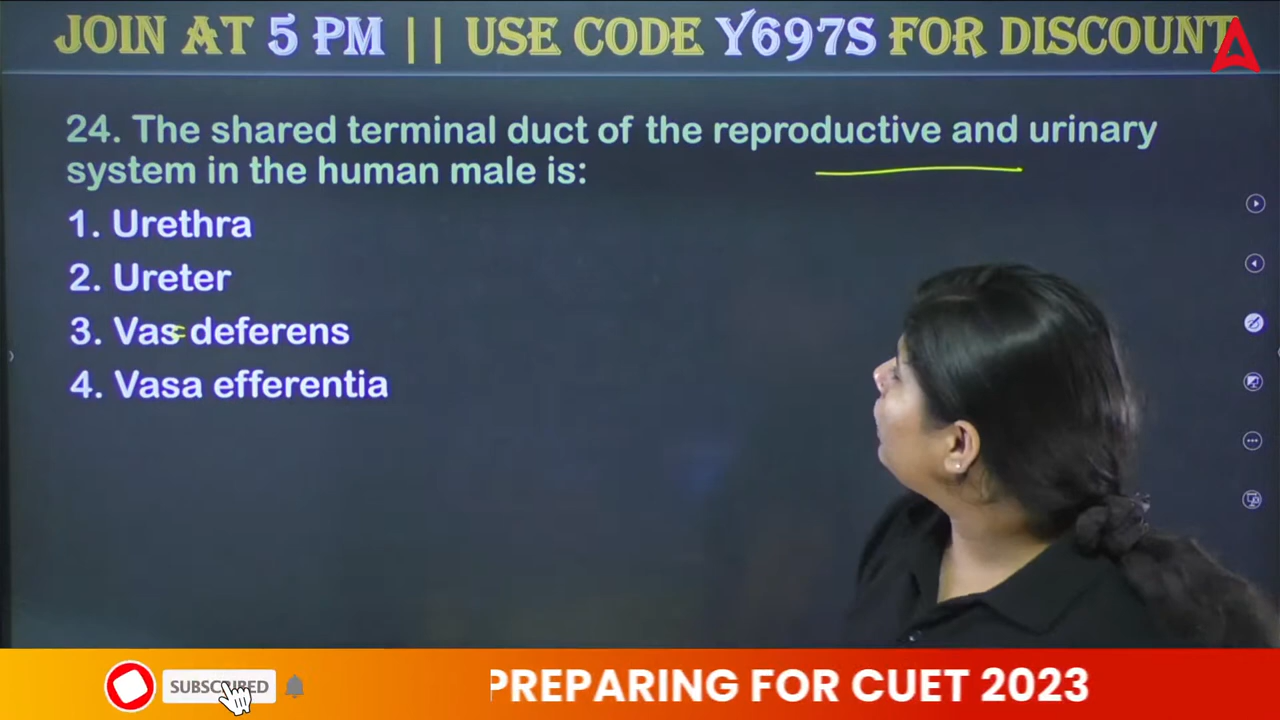 JOIN AT 5 PM || USE CODE Y697S FOR DISCOUNT
24. The shared terminal duct of the reproductive and urinary
system in the human male is:
1. Urethra
2. Ureter
3. Vas deferens
4. Vasa efferentia
SUBSCRIBED
PREPARING FOR CUET 2023